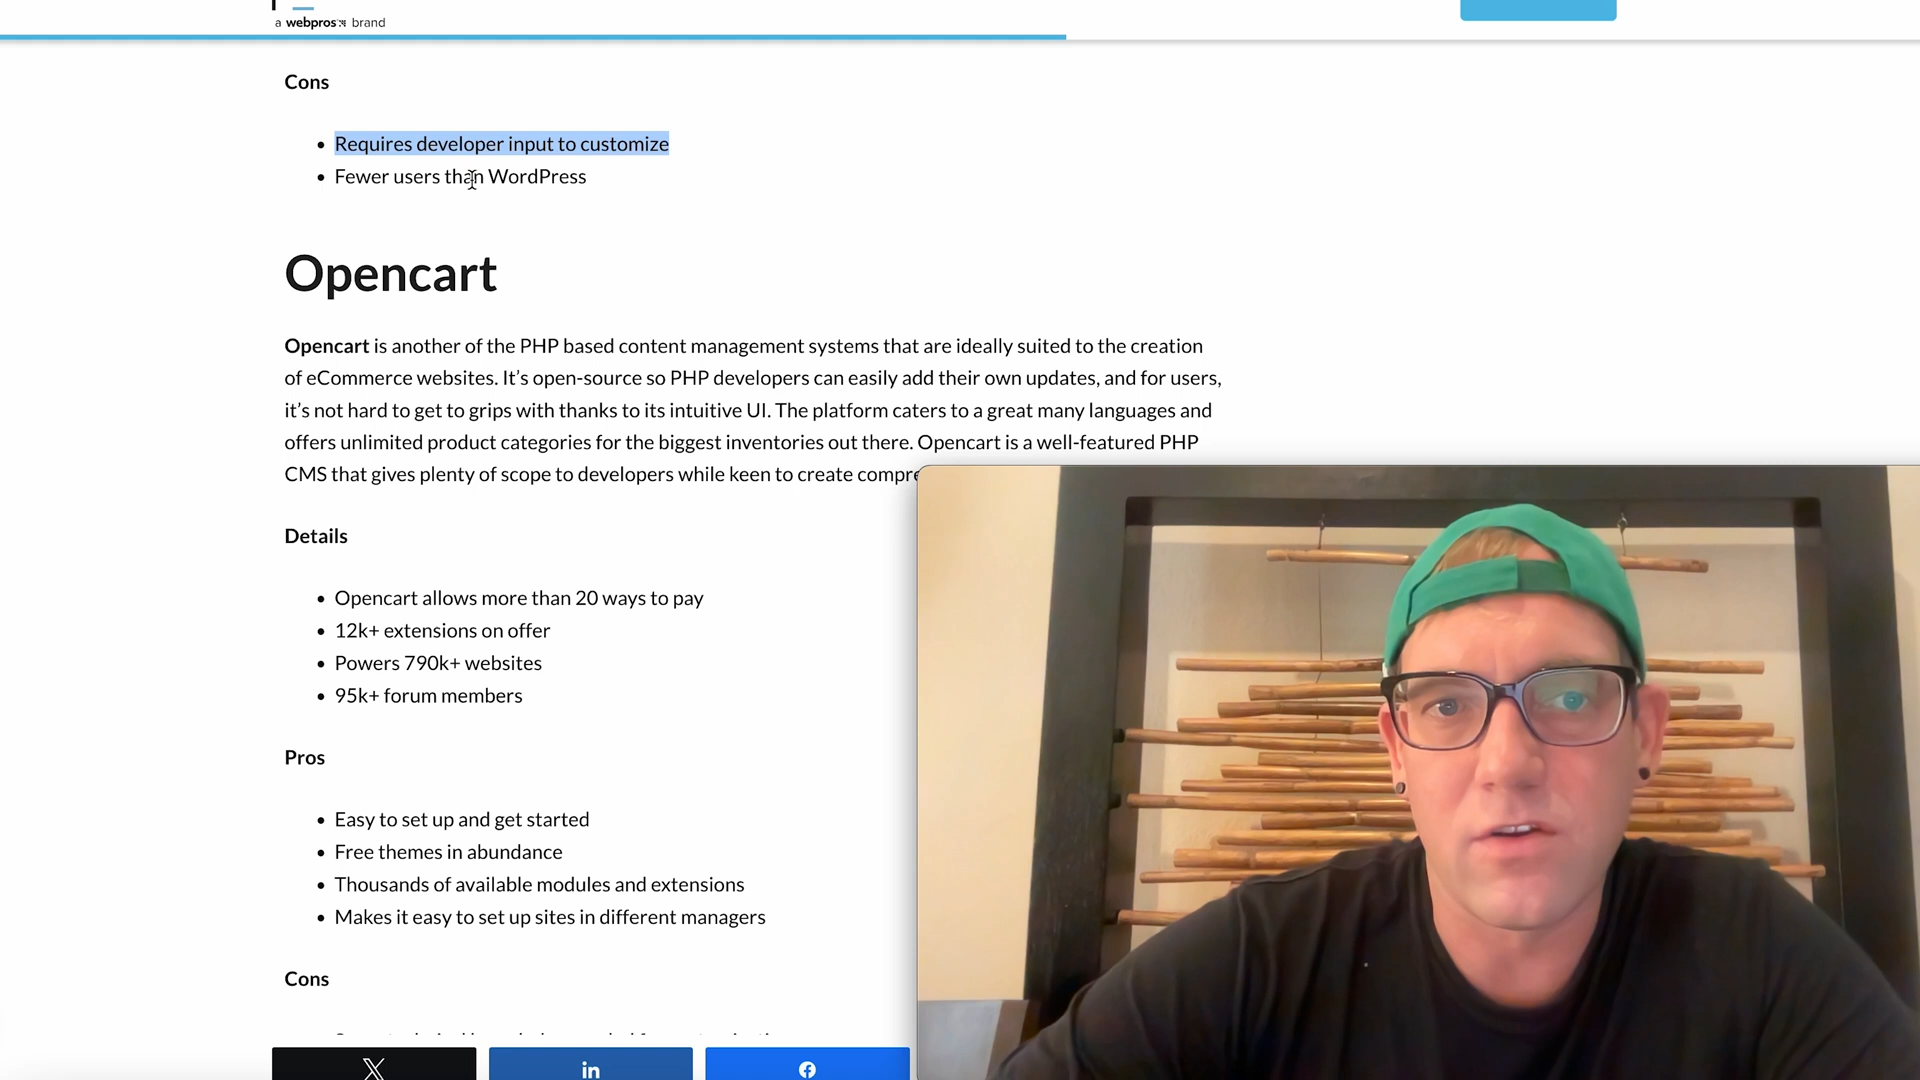 a webpros brand
Cons
Requires developer input to customize
Fewer users than WordPress
Opencart
Opencart is another of the PHP based content management systems that are ideally suited to the creation
of eCommerce websites. It’s open-source so PHP developers can easily add their own updates, and for users,
it’s not hard to get to grips with thanks to its intuitive UI. The platform caters to a great many languages and
offers unlimited product categories for the biggest inventories out there. Opencart is a well-featured PHP
CMS that gives plenty of scope to developers while keen to create
Details
Opencart allows more than 20 ways to pay
12k+ extensions on offer
Powers 790k+ websites
95k+ forum members
Pros
Easy to set up and get started
Free themes in abundance
Thousands of available modules and extensions
Makes it easy to set up sites in different managers
Cons
in